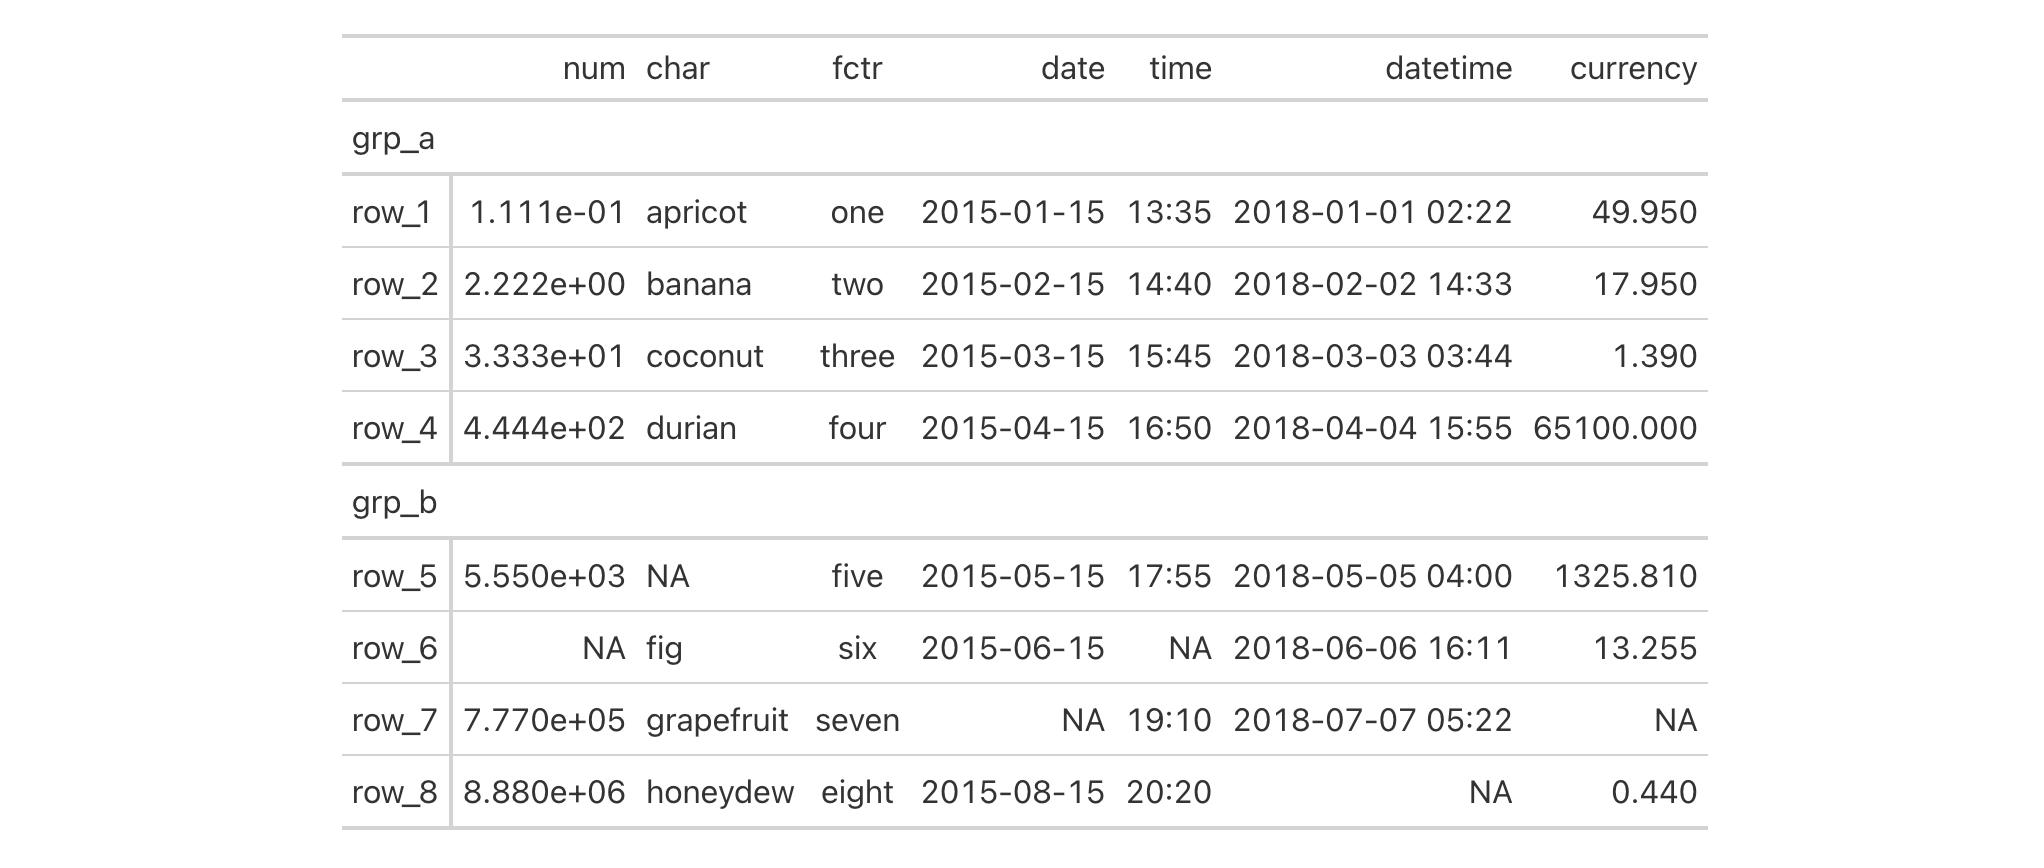 num char fctr date time datetime currency
grp_a
row_1 1.111e-01 apricot one 2015-01-15 13:35 2018-01-01 02:22 49.950
row_2 2.222e+00 banana two 2015-02-15 14:40 2018-02-02 14:33 17.950
row_3 3.333e+01 coconut three 2015-03-15 15:45 2018-03-03 03:44 1.390
row_4 4.444e+02 durian four 2015-04-15 16:50 2018-04-04 15:55 65100.000
grp_b
row_5 5.550e+03 NA five 2015-05-15 17:55 2018-05-05 04:00 1325.810
row_6 NA fig six 2015-06-15 NA 2018-06-06 16:11 13.255
row_7 7.770e+05 grapefruit seven NA 19:10 2018-07-07 05:22 NA
row_8 8.880e+06 honeydew eight 2015-08-15 20:20 NA 0.440